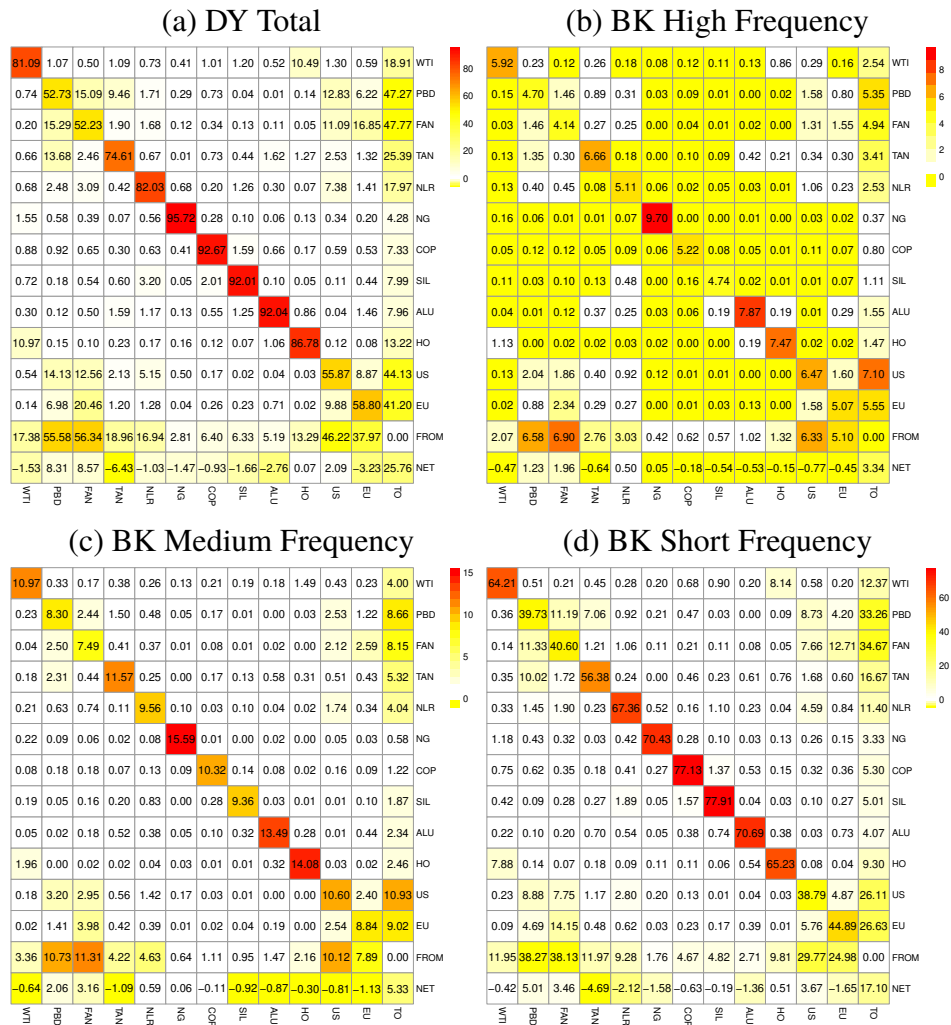 (a) DY Total
81.09 1.07 0.50 1.09 0.73 0.41 1.01 1.20 0.52 10.49 1.30 0.59 18.91 WTI
0.74 52.73 15.09 9.46 1.71 0.29 0.73 0.04 0.01 0.14 12.83 6.22 47.27 PBD
0.20 15.29 52.23 1.90 1.68 0.12 0.34 0.13 0.11 0.05 11.09 16.85 47.77 FAN
0.66 13.68 2.46 74.61 0.67 0.01 0.73 0.44 1.62 1.27 2.53 1.32 25.39 TAN
0.68 2.48 3.09 0.42 82.03 0.68 0.20 1.26 0.30 0.07 7.38 1.41 17.97 NLR
1.55 0.58 0.39 0.07 0.56 95.72 0.28 0.10 0.06 0.13 0.34 0.20 4.28 NG
0.88 0.92 0.65 0.30 0.63 0.41 92.67 1.59 0.66 0.17 0.59 0.53 7.33 COP
0.72 0.18 0.54 0.60 3.20 0.05 2.01 92.01 0.10 0.05 0.11 0.44 7.99 SIL
0.30 0.12 0.50 1.59 1.17 0.13 0.55 1.25 92.04 0.86 0.04 1.46 7.96 ALU
10.97 0.15 0.10 0.23 0.17 0.16 0.12 0.07 1.06 86.78 0.12 0.08 13.22 HO
0.54 14.13 12.56 2.13 5.15 0.50 0.17 0.02 0.04 0.03 55.87 8.87 44.13 US
0.14 6.98 20.46 1.20 1.28 0.04 0.26 0.23 0.71 0.02 9.88 58.80 41.20 EU
17.38 55.58 56.34 18.96 16.94 2.81 6.40 6.33 5.19 13.29 46.22 37.97 0.00 FROM
−1.53 8.31 8.57 −6.43 −1.03 −1.47 −0.93 −1.66 −2.76 0.07 2.09 −3.23 25.76 NET
WTI PBD FAN TAN NLR NG COP SIL ALU HO US EU TO
80
60
40
20
0
(b) BK High Frequency
5.92 0.23 0.12 0.26 0.18 0.08 0.12 0.11 0.13 0.86 0.29 0.16 2.54 WTI
0.15 4.70 1.46 0.89 0.31 0.03 0.09 0.01 0.00 0.02 1.58 0.80 5.35 PBD
0.03 1.46 4.14 0.27 0.25 0.00 0.04 0.01 0.02 0.00 1.31 1.55 4.94 FAN
0.13 1.35 0.30 6.66 0.18 0.00 0.10 0.09 0.42 0.21 0.34 0.30 3.41 TAN
0.13 0.40 0.45 0.08 5.11 0.06 0.02 0.05 0.03 0.01 1.06 0.23 2.53 NLR
0.16 0.06 0.01 0.01 0.07 9.70 0.00 0.00 0.01 0.01 0.03 0.02 0.37 NG
0.05 0.12 0.12 0.05 0.09 0.06 5.22 0.08 0.05 0.01 0.11 0.07 0.80 COP
0.11 0.03 0.10 0.13 0.48 0.00 0.16 4.74 0.02 0.01 0.01 0.07 1.11 SIL
0.04 0.01 0.12 0.37 0.25 0.03 0.06 0.19 7.87 0.19 0.01 0.29 1.55 ALU
1.13 0.00 0.02 0.02 0.04 0.03 0.01 0.00 0.19 7.47 0.02 0.02 1.47 HO
0.13 2.04 1.86 0.40 0.92 0.12 0.01 0.01 0.00 0.00 6.47 1.60 7.10 US
0.02 0.88 2.34 0.29 0.27 0.00 0.01 0.03 0.13 0.00 1.58 5.07 5.55 EU
2.07 6.58 6.90 2.76 3.03 0.42 0.62 0.57 1.02 1.32 6.33 5.10 0.00 FROM
−0.47 1.23 1.96 −0.64 0.50 0.05 −0.18 −0.54 −0.53 −0.15 −0.77 −0.45 3.34 NET
WTI PBD FAN TAN NLR NG COP SIL ALU HO US EU TO
8
6
4
2
0
(c) BK Medium Frequency
10.97 0.33 0.17 0.38 0.26 0.13 0.21 0.19 0.18 1.49 0.43 0.23 4.00 WTI
0.23 8.30 2.44 1.50 0.48 0.05 0.17 0.01 0.00 0.03 2.53 1.22 8.66 PBD
0.04 2.50 7.49 0.41 0.37 0.01 0.08 0.02 0.03 0.00 2.12 2.59 8.15 FAN
0.18 2.31 0.44 11.57 0.25 0.00 0.17 0.13 0.58 0.31 0.51 0.43 5.32 TAN
0.21 0.63 0.74 0.11 9.56 0.10 0.03 0.10 0.04 0.02 1.74 0.34 4.04 NLR
0.22 0.09 0.06 0.02 0.08 15.59 0.01 0.00 0.02 0.00 0.05 0.03 0.58 NG
0.08 0.18 0.18 0.07 0.13 0.09 10.32 0.14 0.08 0.02 0.16 0.09 1.22 COP
0.19 0.05 0.16 0.20 0.83 0.00 0.28 9.36 0.03 0.01 0.01 0.10 1.87 SIL
0.05 0.02 0.18 0.52 0.38 0.05 0.10 0.32 13.49 0.28 0.01 0.44 2.34 ALU
1.96 0.00 0.02 0.02 0.04 0.03 0.01 0.01 0.32 14.08 0.03 0.02 2.46 HO
0.18 3.20 2.95 0.56 1.42 0.17 0.03 0.01 0.00 0.00 10.60 2.40 10.93 US
0.02 1.41 3.98 0.42 0.39 0.01 0.02 0.04 0.19 0.00 2.54 8.84 9.02 EU
3.36 10.73 11.31 4.22 4.63 0.64 1.11 0.95 1.47 2.16 10.12 7.89 0.00 FROM
−0.64 2.06 3.16 −1.09 0.59 0.06 −0.11 −0.92 −0.87 −0.30 −0.81 −1.13 5.33 NET
WTI PBD FAN TAN NLR NG COP SIL ALU HO US EU TO
15
10
5
0
(d) BK Short Frequency
64.21 0.51 0.21 0.45 0.28 0.20 0.68 0.90 0.20 8.14 0.58 0.20 12.37 WTI
0.36 39.73 11.19 7.06 0.92 0.21 0.47 0.03 0.00 0.09 8.73 4.20 33.26 PBD
0.14 11.33 40.60 1.21 1.06 0.11 0.21 0.11 0.06 0.05 7.66 12.71 34.67 FAN
0.35 10.02 1.72 56.38 0.24 0.00 0.46 0.23 0.61 0.76 1.68 0.60 16.67 TAN
0.33 1.45 1.90 0.23 67.36 0.52 0.16 1.10 0.23 0.04 4.59 0.84 11.40 NLR
1.18 0.43 0.32 0.03 0.42 70.43 0.28 0.10 0.03 0.13 0.26 0.15 3.33 NG
0.75 0.62 0.35 0.18 0.41 0.27 77.13 1.37 0.53 0.15 0.32 0.36 5.30 COP
0.42 0.09 0.28 0.27 1.89 0.05 1.57 77.91 0.04 0.03 0.10 0.27 5.01 SIL
0.22 0.10 0.20 0.70 0.54 0.05 0.38 0.74 70.69 0.38 0.03 0.73 4.07 ALU
7.88 0.14 0.07 0.18 0.09 0.11 0.11 0.06 0.54 65.23 0.08 0.04 9.30 HO
0.23 8.88 7.75 1.17 2.80 0.20 0.13 0.01 0.04 0.03 38.79 4.87 26.11 US
0.09 4.69 14.15 0.48 0.62 0.03 0.23 0.17 0.39 0.01 5.76 44.89 26.63 EU
11.95 38.27 38.13 11.97 9.28 1.76 4.67 4.82 2.71 9.81 29.77 24.98 0.00 FROM
−0.42 5.01 3.46 −4.69 −2.12 −1.58 −0.63 −0.19 −1.36 0.51 3.67 −1.65 17.10 NET
WTI PBD FAN TAN NLR NG COP SIL ALU HO US EU TO
60
40
20
0